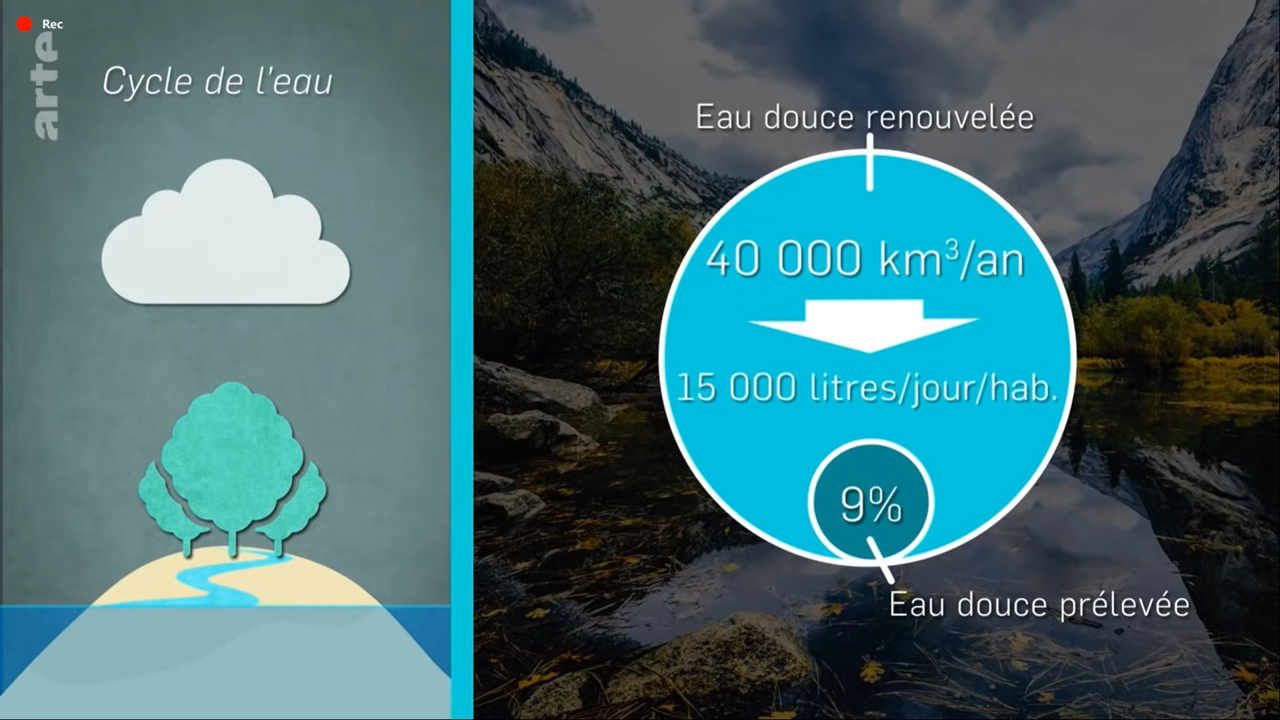 Rec
arte
Cycle de l'eau
Eau douce renouvelée
40 000 km³/an
15 000 litres/jour/hab.
9%
Eau douce prélevée